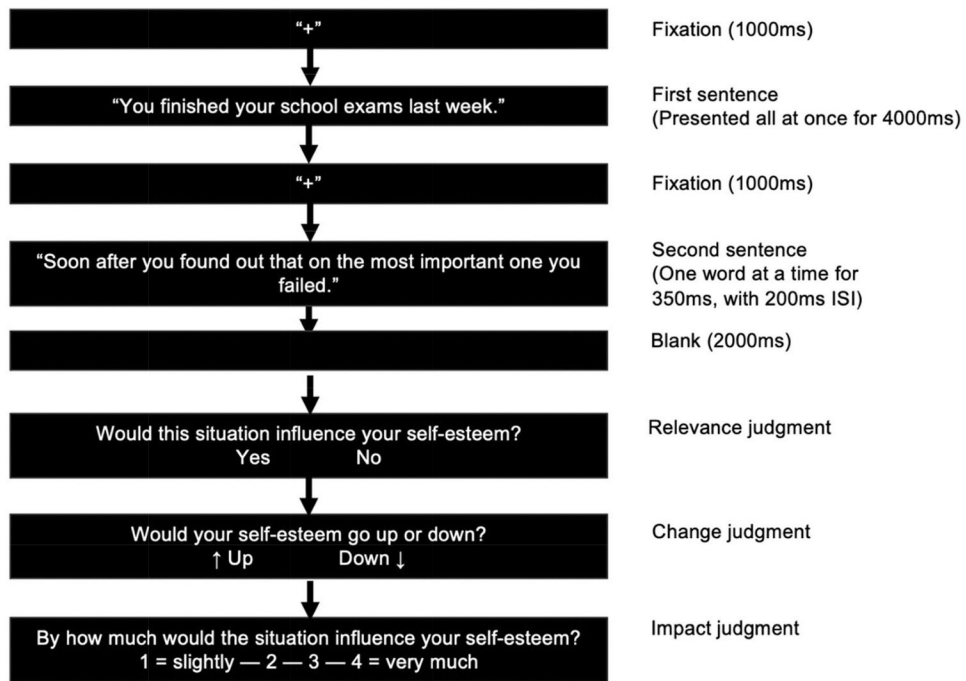 “+”
Fixation (1000ms)
“You finished your school exams last week.”
First sentence
(Presented all at once for 4000ms)
“+”
Fixation (1000ms)
“Soon after you found out that on the most important one you
failed.”
Second sentence
(One word at a time for
350ms, with 200ms ISI)
Blank (2000ms)
Would this situation influence your self-esteem?
Yes No
Relevance judgment
Would your self-esteem go up or down?
↑ Up Down ↓
Change judgment
By how much would the situation influence your self-esteem?
1 = slightly — 2 — 3 — 4 = very much
Impact judgment